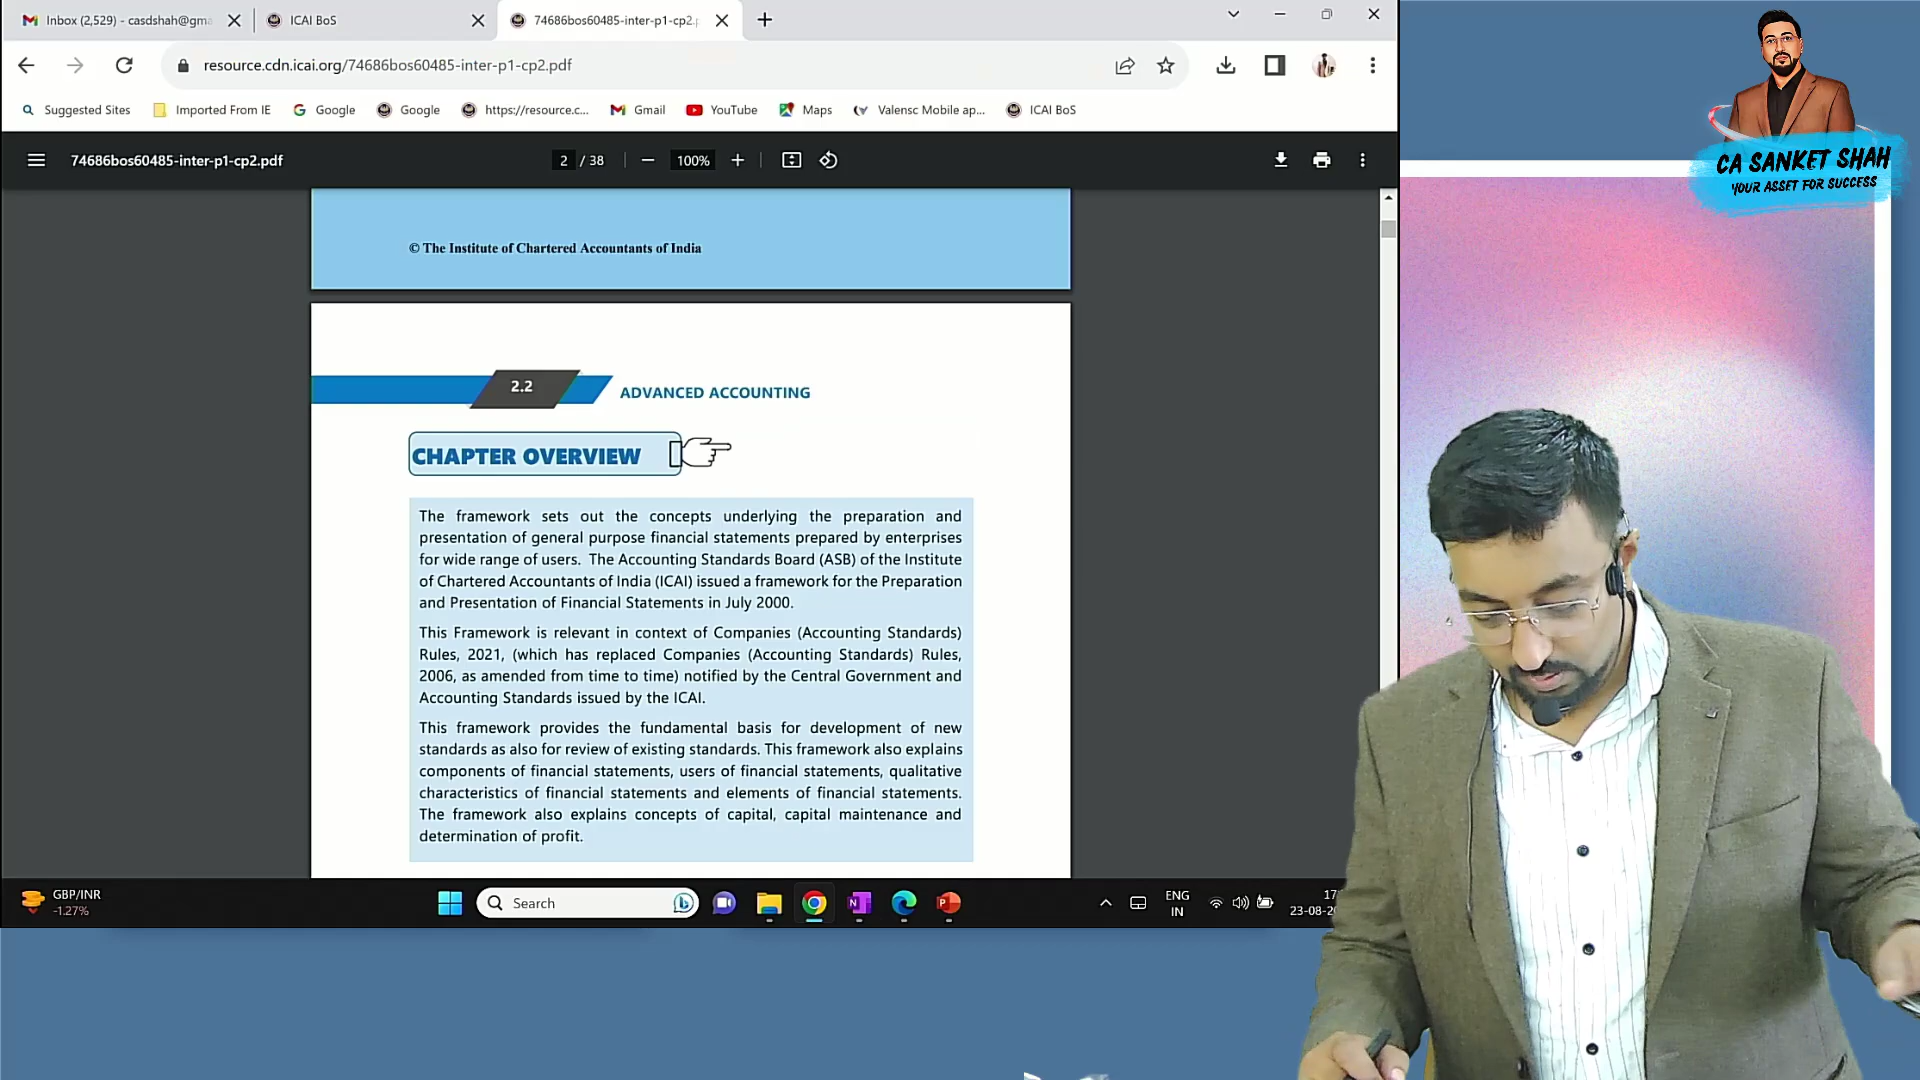 Inbox (2,529) - casdshah@gma
ICAI BoS
74686bos60485-inter-p1-cp2.p
resource.cdn.icai.org/74686bos60485-inter-p1-cp2.pdf
Suggested Sites
Imported From IE
Google
Google
https://resource.c...
Gmail
YouTube
Maps
Valensc Mobile ap...
ICAI BoS
74686bos60485-inter-p1-cp2.pdf
2 / 38
100%
CA SANKET SHAH
YOUR ASSET FOR SUCCESS
© The Institute of Chartered Accountants of India
2.2
ADVANCED ACCOUNTING
CHAPTER OVERVIEW
The framework sets out the concepts underlying the preparation and
presentation of general purpose financial statements prepared by enterprises
for wide range of users. The Accounting Standards Board (ASB) of the Institute
of Chartered Accountants of India (ICAI) issued a framework for the Preparation
and Presentation of Financial Statements in July 2000.
This Framework is relevant in context of Companies (Accounting Standards)
Rules, 2021, (which has replaced Companies (Accounting Standards) Rules,
2006, as amended from time to time) notified by the Central Government and
Accounting Standards issued by the ICAI.
This framework provides the fundamental basis for development of new
standards as also for review of existing standards. This framework also explains
components of financial statements, users of financial statements, qualitative
characteristics of financial statements and elements of financial statements.
The framework also explains concepts of capital, capital maintenance and
determination of profit.
GBP/INR
-1.27%
Search
ENG
IN
17
23-08-20